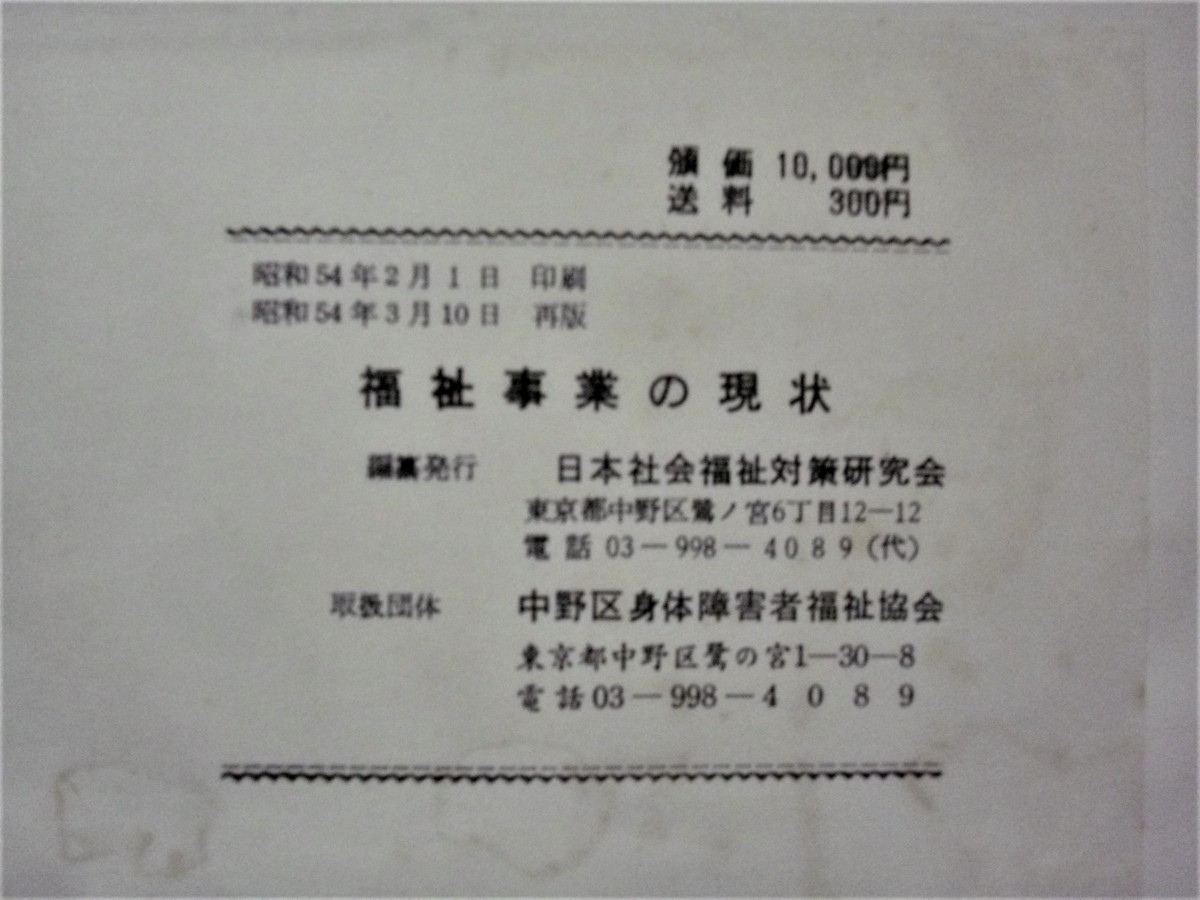 頒価 10,000円
送料 300円
昭和54年2月1日 印刷
昭和54年3月10日 再版
福祉事業の現状
編纂発行 日本社会福祉対策研究会
東京都中野区鷺ノ宮6丁目12―12
電話 03―998―4089(代)
取扱団体 中野区身体障害者福祉協会
東京都中野区鷺の宮1―30―8
電話03―998―4089